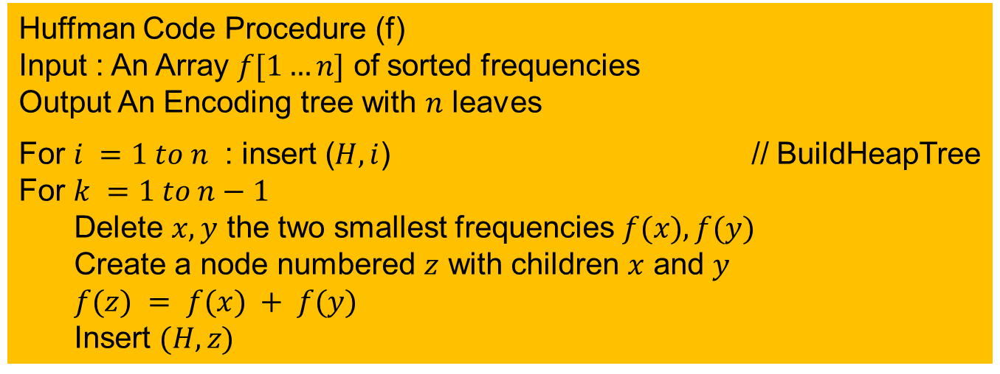 Huffman Code Procedure (f)
Input : An Array f[1 … n] of sorted frequencies
Output An Encoding tree with n leaves
For i = 1 to n : insert (H, i) // BuildHeapTree
For k = 1 to n − 1
Delete x, y the two smallest frequencies f(x), f(y)
Create a node numbered z with children x and y
f(z) = f(x) + f(y)
Insert (H, z)